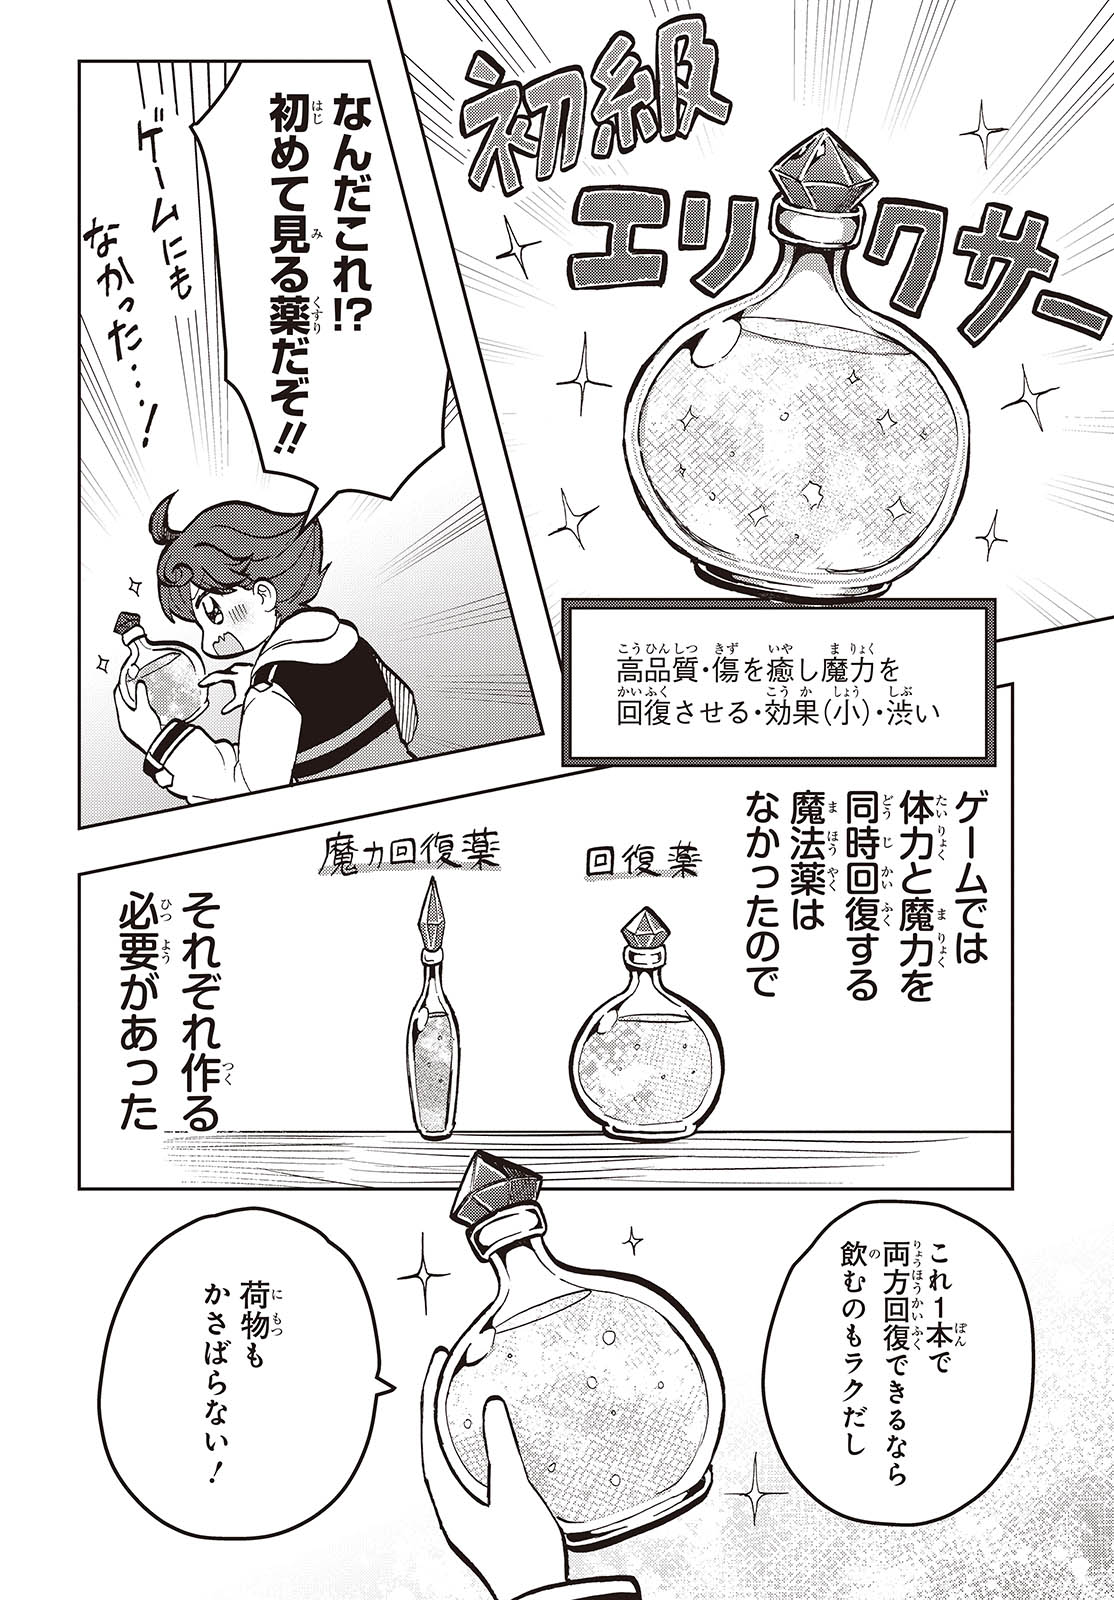 初級
エリクサー
高品質・傷を癒し魔力を
回復させる・効果(小)・渋い
なんだこれ!?
初めて見る薬だぞ!!
ゲームにも
なかった…!
ゲームでは
体力と魔力を
同時回復する
魔法薬は
なかったので
回復薬
魔力回復薬
それぞれ作る
必要があった
これ1本で
両方回復できるなら
飲むのもラクだし
荷物も
かさばらない!